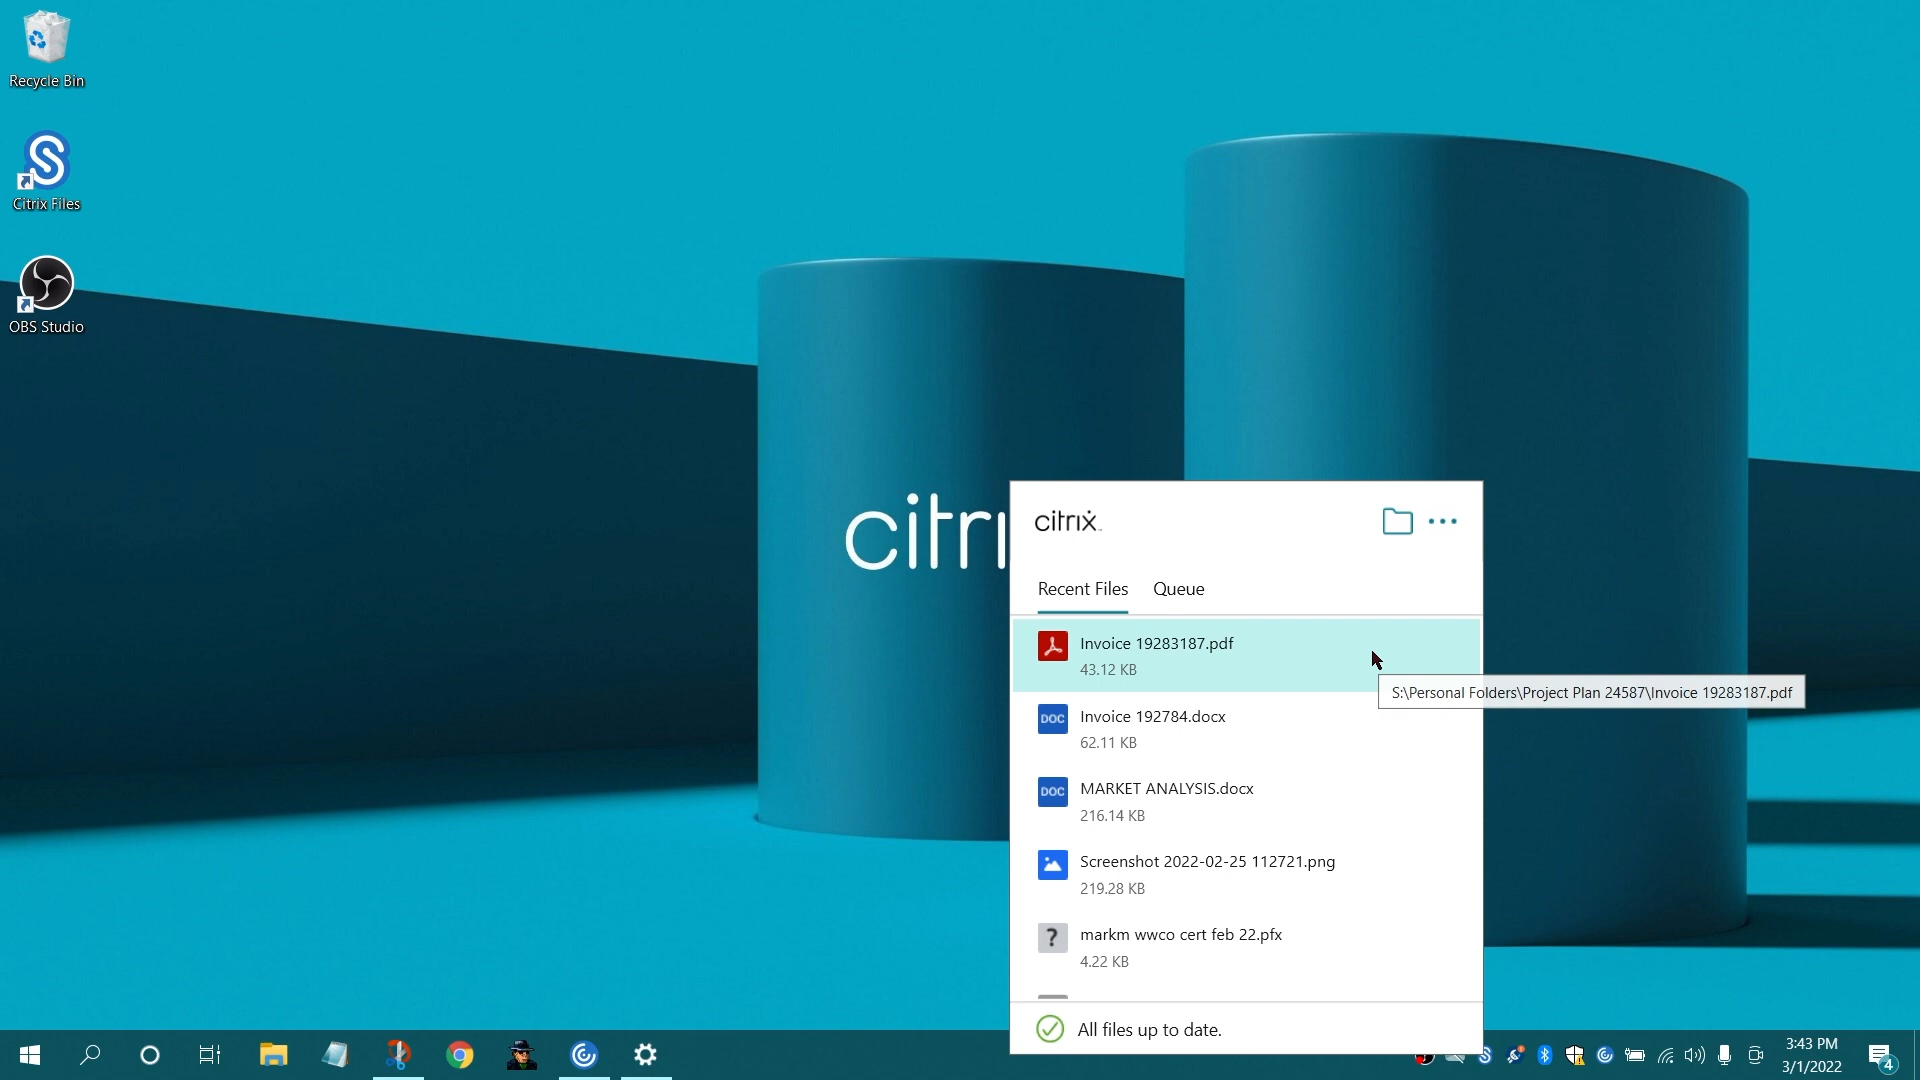 Recycle Bin
Citrix Files
OBS Studio
citrix
Recent Files Queue
Invoice 19283187.pdf
43.12 KB
S:\Personal Folders\Project Plan 24587\Invoice 19283187.pdf
DOC
Invoice 192784.docx
62.11 KB
DOC
MARKET ANALYSIS.docx
216.14 KB
Screenshot 2022-02-25 112721.png
219.28 KB
?
markm wwco cert feb 22.pfx
4.22 KB
All files up to date.
3:43 PM
3/1/2022
4